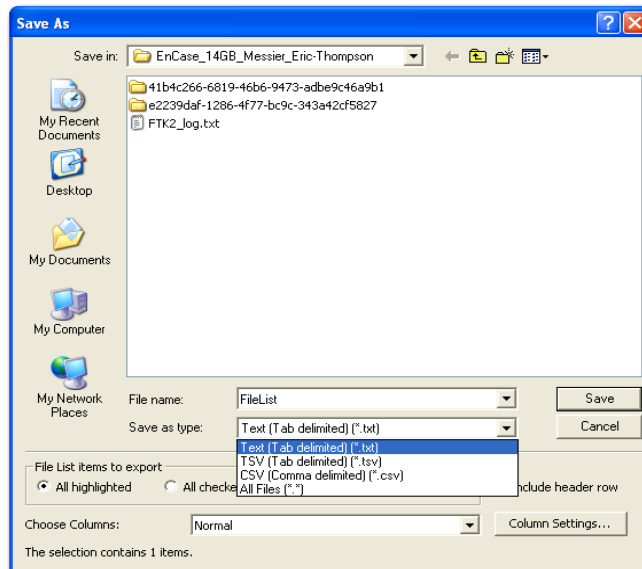 Save As
Save in: EnCase_14GB_Messier_Eric-Thompson
41b4c266-6819-46b6-9473-adbe9c46a9b1
e2239daf-1286-4f77-bc9c-343a42cf5827
FTK2_log.txt
My Recent
Documents
Desktop
My Documents
My Computer
My Network
Places
File name: FileList Save
Save as type: Text (Tab delimited) (*.txt) Cancel
Text (Tab delimited) (*.txt)
TSV (Tab delimited) (*.tsv)
CSV (Comma delimited) (*.csv)
All Files (*.*)
File List items to export
All highlighted All checke nclude header row
Choose Columns: Normal Column Settings...
The selection contains 1 items.